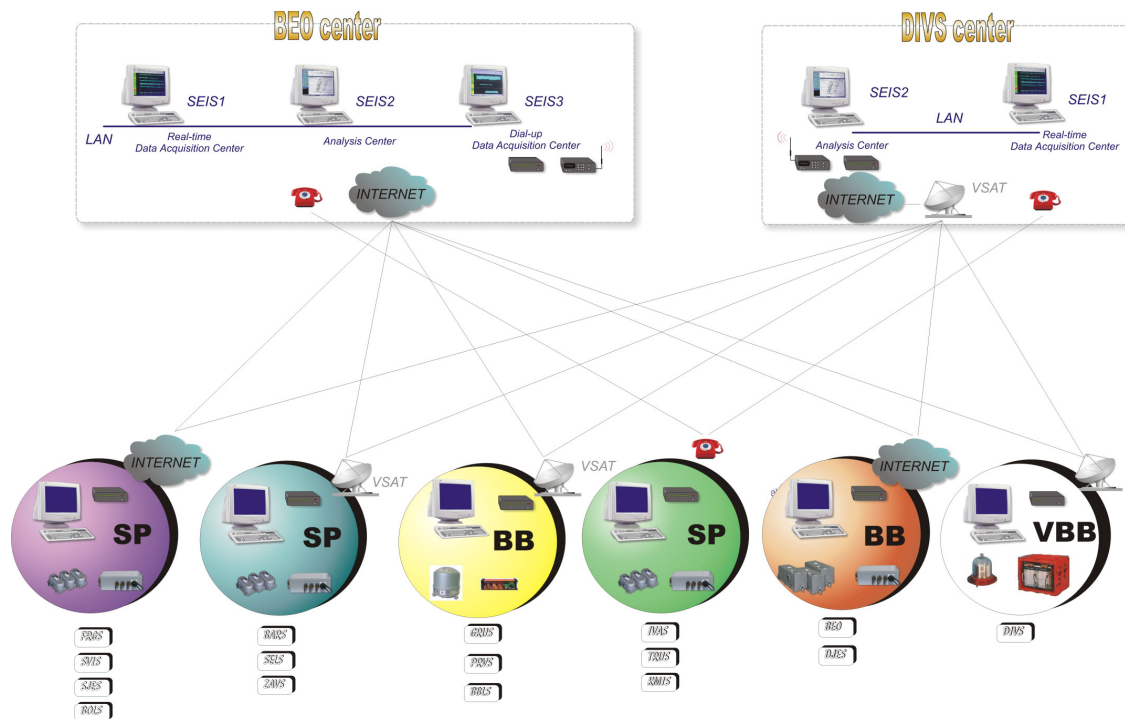 BEO center
DIVS center
SEIS1
SEIS2
SEIS3
LAN
Real-time
Data Acquisition Center
Analysis Center
Dial-up
Data Acquisition Center
INTERNET
SEIS2
SEIS1
LAN
Analysis Center
Real-time
Data Acquisition Center
INTERNET
VSAT
INTERNET
VSAT
VSAT
INTERNET
SP
SP
BB
SP
BB
VBB
FRGS
SVIS
SJES
BOLS
BARS
SELS
ZAVS
GRUS
PRVS
BBLS
IVAS
TRUS
KMIS
BEO
DJES
DIVS